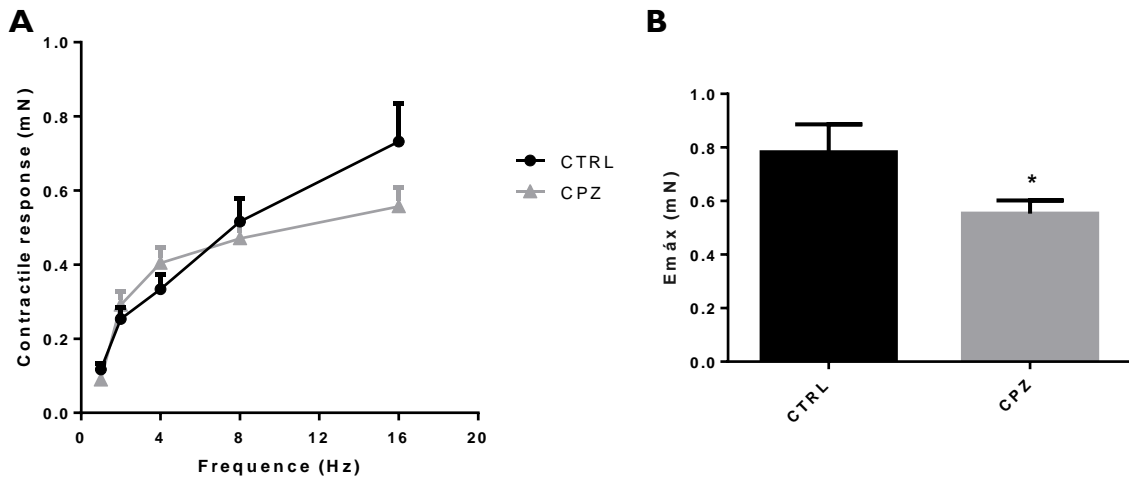 A
Contractile response (mN)
1.0
0.8
0.6
0.4
0.2
0.0
0 4 8 12 16 20
Frequence (Hz)
CTRL
CPZ
B
Emáx (mN)
1.0
0.8
0.6
0.4
0.2
0.0
*
CTRL
CPZ